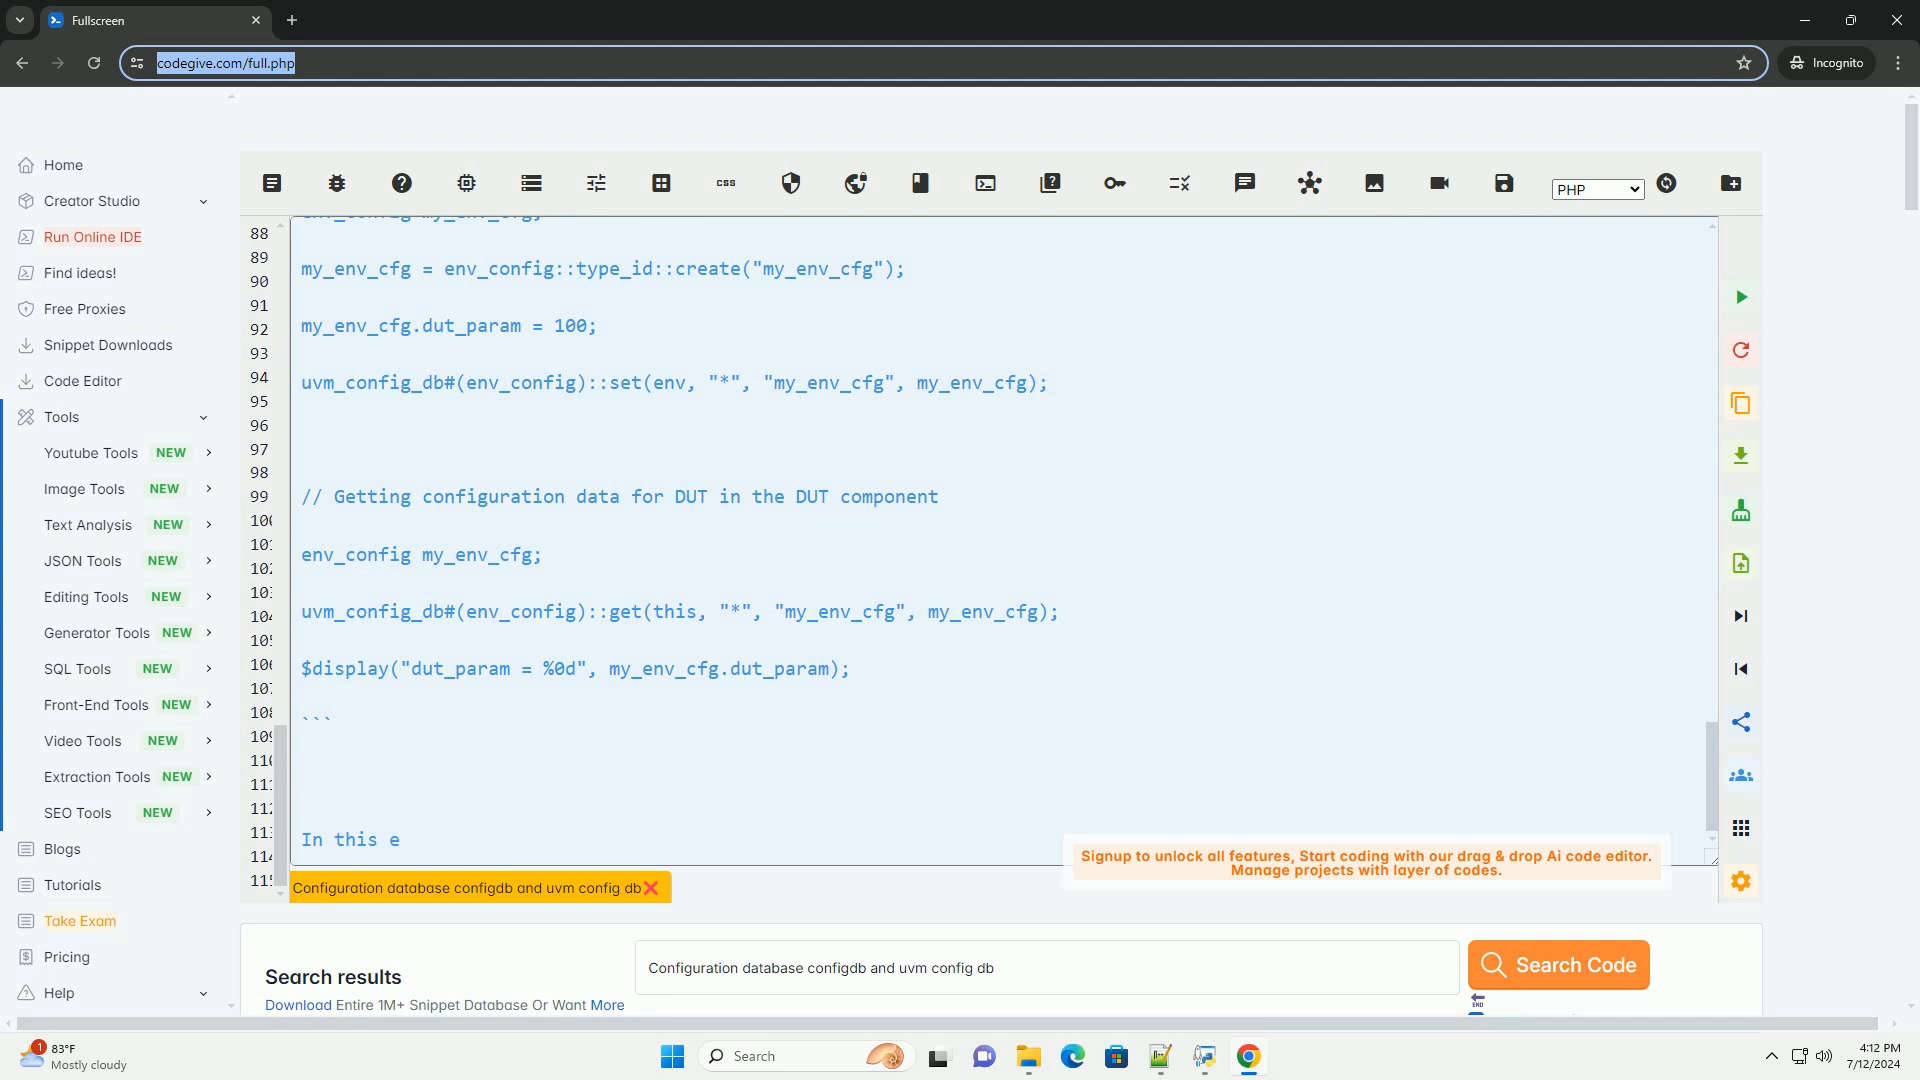 Fullscreen
codegive.com/full.php
Incognito
Home
Creator Studio
Run Online IDE
Find ideas!
Free Proxies
Snippet Downloads
Code Editor
Tools
Youtube Tools NEW
Image Tools NEW
Text Analysis NEW
JSON Tools NEW
Editing Tools NEW
Generator Tools NEW
SQL Tools NEW
Front-End Tools NEW
Video Tools NEW
Extraction Tools NEW
SEO Tools NEW
Blogs
Tutorials
Take Exam
Pricing
Help
css
PHP
88
89
90
91
92
93
94
95
96
97
98
99
my_env_cfg = env_config::type_id::create("my_env_cfg");
my_env_cfg.dut_param = 100;
uvm_config_db#(env_config)::set(env, "*", "my_env_cfg", my_env_cfg);
// Getting configuration data for DUT in the DUT component
env_config my_env_cfg;
uvm_config_db#(env_config)::get(this, "*", "my_env_cfg", my_env_cfg);
$display("dut_param = %0d", my_env_cfg.dut_param);
```
In this e
Signup to unlock all features, Start coding with our drag & drop Ai code editor.
Manage projects with layer of codes.
Configuration database configdb and uvm config db
Search results
Download Entire 1M+ Snippet Database Or Want More
Configuration database configdb and uvm config db
Search Code
END
1
83°F
Mostly cloudy
Search
4:12 PM
7/12/2024